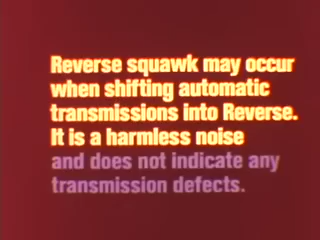 Reverse squawk may occur
when shifting automatic
transmissions into Reverse.
It is a harmless noise
and does not indicate any
transmission defects.